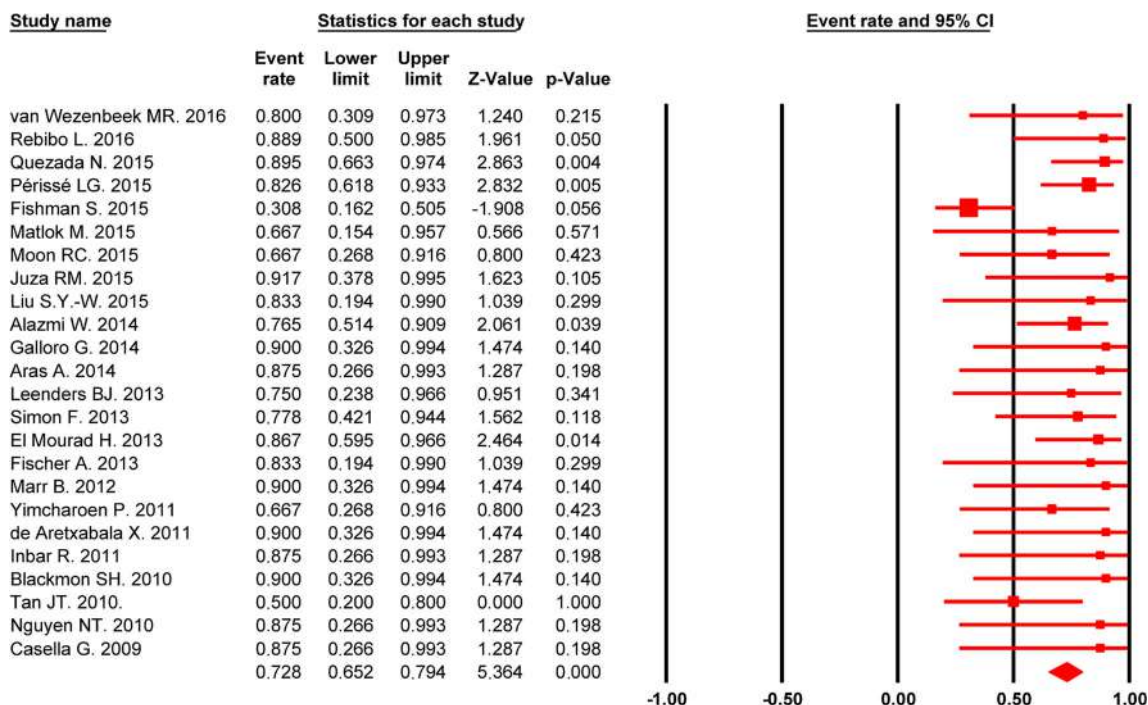 Study name Statistics for each study Event rate and 95% CI
Event Lower Upper
rate limit limit Z-Value p-Value
van Wezenbeek MR. 2016 0.800 0.309 0.973 1.240 0.215
Rebibo L. 2016 0.889 0.500 0.985 1.961 0.050
Quezada N. 2015 0.895 0.663 0.974 2.863 0.004
Périssé LG. 2015 0.826 0.618 0.933 2.832 0.005
Fishman S. 2015 0.308 0.162 0.505 -1.908 0.056
Matlok M. 2015 0.667 0.154 0.957 0.566 0.571
Moon RC. 2015 0.667 0.268 0.916 0.800 0.423
Juza RM. 2015 0.917 0.378 0.995 1.623 0.105
Liu S.Y.-W. 2015 0.833 0.194 0.990 1.039 0.299
Alazmi W. 2014 0.765 0.514 0.909 2.061 0.039
Galloro G. 2014 0.900 0.326 0.994 1.474 0.140
Aras A. 2014 0.875 0.266 0.993 1.287 0.198
Leenders BJ. 2013 0.750 0.238 0.966 0.951 0.341
Simon F. 2013 0.778 0.421 0.944 1.562 0.118
El Mourad H. 2013 0.867 0.595 0.966 2.464 0.014
Fischer A. 2013 0.833 0.194 0.990 1.039 0.299
Marr B. 2012 0.900 0.326 0.994 1.474 0.140
Yimcharoen P. 2011 0.667 0.268 0.916 0.800 0.423
de Aretxabala X. 2011 0.900 0.326 0.994 1.474 0.140
Inbar R. 2011 0.875 0.266 0.993 1.287 0.198
Blackmon SH. 2010 0.900 0.326 0.994 1.474 0.140
Tan JT. 2010. 0.500 0.200 0.800 0.000 1.000
Nguyen NT. 2010 0.875 0.266 0.993 1.287 0.198
Casella G. 2009 0.875 0.266 0.993 1.287 0.198
0.728 0.652 0.794 5.364 0.000
-1.00 -0.50 0.00 0.50 1.00